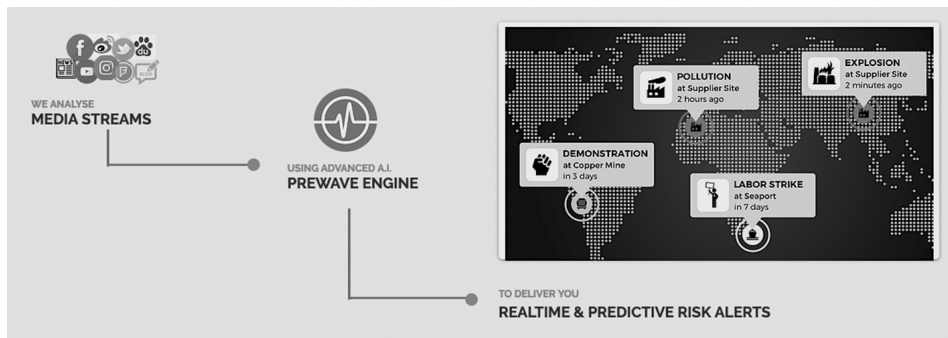 WE ANALYSE
MEDIA STREAMS
USING ADVANCED A.I.
PREWAVE ENGINE
POLLUTION
at Supplier Site
2 hours ago
EXPLOSION
at Supplier Site
2 minutes ago
DEMONSTRATION
at Copper Mine
in 3 days
LABOR STRIKE
at Seaport
in 7 days
TO DELIVER YOU
REALTIME & PREDICTIVE RISK ALERTS